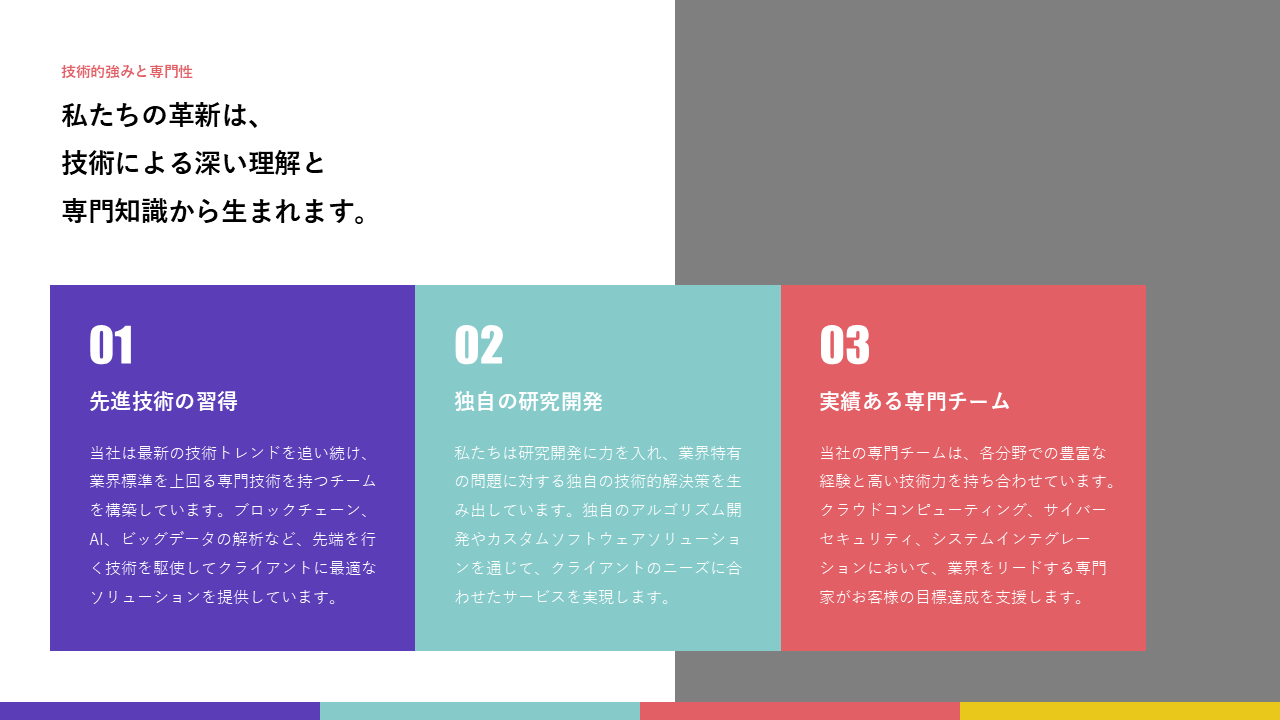 技術的強みと専門性
私たちの革新は、
技術による深い理解と
専門知識から生まれます。
01
先進技術の習得
当社は最新の技術トレンドを追い続け、
業界標準を上回る専門技術を持つチーム
を構築しています。ブロックチェーン、
AI、ビッグデータの解析など、先端を行
く技術を駆使してクライアントに最適な
ソリューションを提供しています。
02
独自の研究開発
私たちは研究開発に力を入れ、業界特有
の問題に対する独自の技術的解決策を生
み出しています。独自のアルゴリズム開
発やカスタムソフトウェアソリューショ
ンを通じて、クライアントのニーズに合
わせたサービスを実現します。
03
実績ある専門チーム
当社の専門チームは、各分野での豊富な
経験と高い技術力を持ち合わせています。
クラウドコンピューティング、サイバー
セキュリティ、システムインテグレー
ションにおいて、業界をリードする専門
家がお客様の目標達成を支援します。